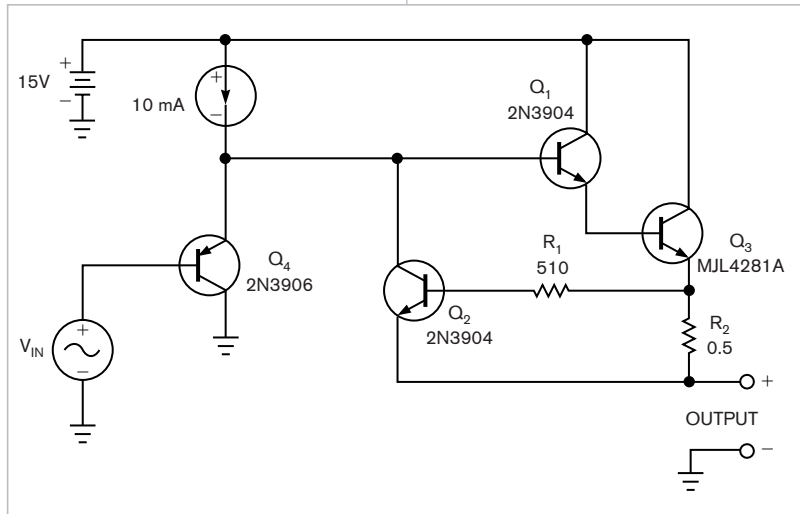 +
15V
−
+
10 mA
−
Q1
2N3904
Q3
MJL4281A
R1
510
Q4
2N3906
Q2
2N3904
R2
0.5
+
VIN
−
+
OUTPUT
−